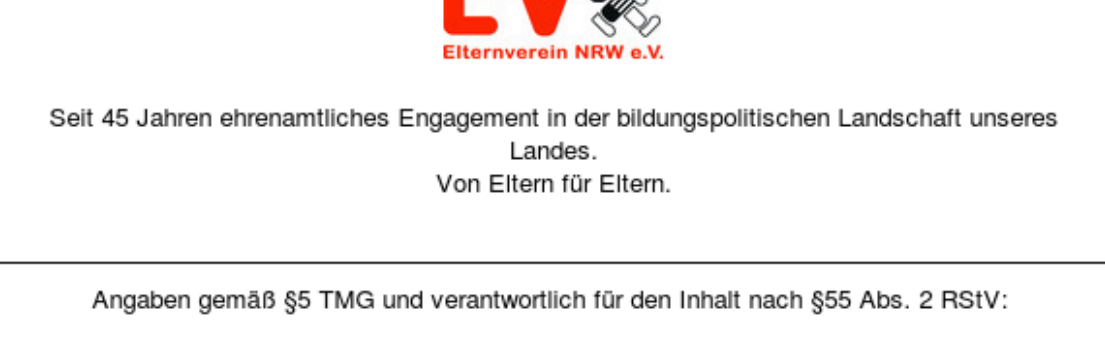 EV
Elternverein NRW e.V.
Seit 45 Jahren ehrenamtliches Engagement in der bildungspolitischen Landschaft unseres
Landes.
Von Eltern für Eltern.
Angaben gemäß §5 TMG und verantwortlich für den Inhalt nach §55 Abs. 2 RStV: